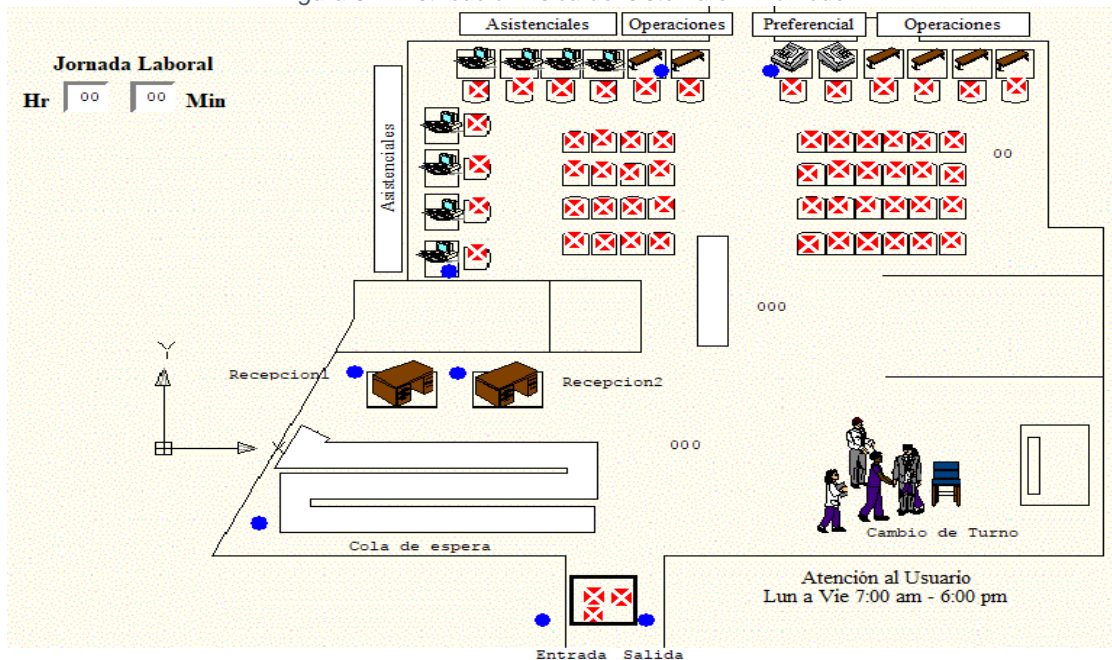 Asistenciales
Operaciones
Preferencial
Operaciones
Jornada Laboral
Hr 00 00 Min
Asistenciales
00
000
Recepcion1
Recepcion2
Y
X
000
Cola de espera
Cambio de Turno
Atención al Usuario
Lun a Vie 7:00 am - 6:00 pm
Entrada Salida